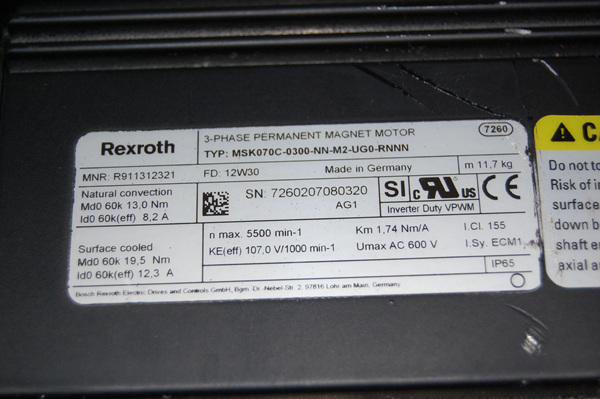 Rexroth
3-PHASE PERMANENT MAGNET MOTOR
7260
TYP: MSK070C-0300-NN-M2-UG0-RNNN
MNR: R911312321
FD: 12W30
Made in Germany
m 11,7 kg
Natural convection
Md0 60k 13,0 Nm
Id0 60k(eff) 8,2 A
SN: 7260207080320
AG1
SI
c RU us
CE
Inverter Duty VPWM
Surface cooled
Md0 60k 19,5 Nm
Id0 60k(eff) 12,3 A
n max. 5500 min-1
Km 1,74 Nm/A
I.Cl. 155
KE(eff) 107,0 V/1000 min-1
Umax AC 600 V
I.Sy. ECM1
IP65
Bosch Rexroth Electric Drives and Controls GmbH, Bgm. Dr.-Nebel-Str. 2, 97816 Lohr am Main, Germany
Do not to
Risk of i
surface
down b
shaft e
axial a